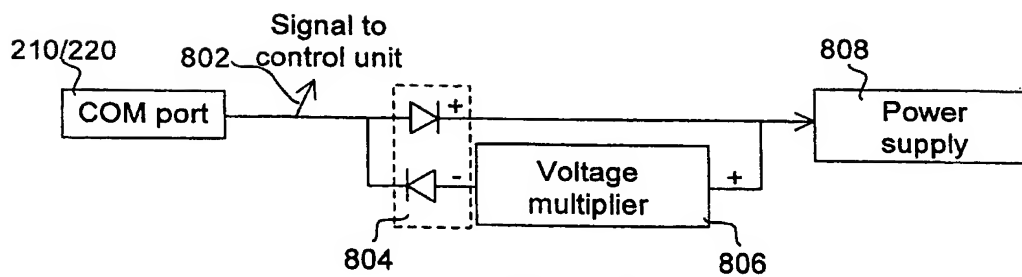 Signal to
control unit
210/220
802
808
COM port
+
Power
supply
-
Voltage
multiplier
+
804
806